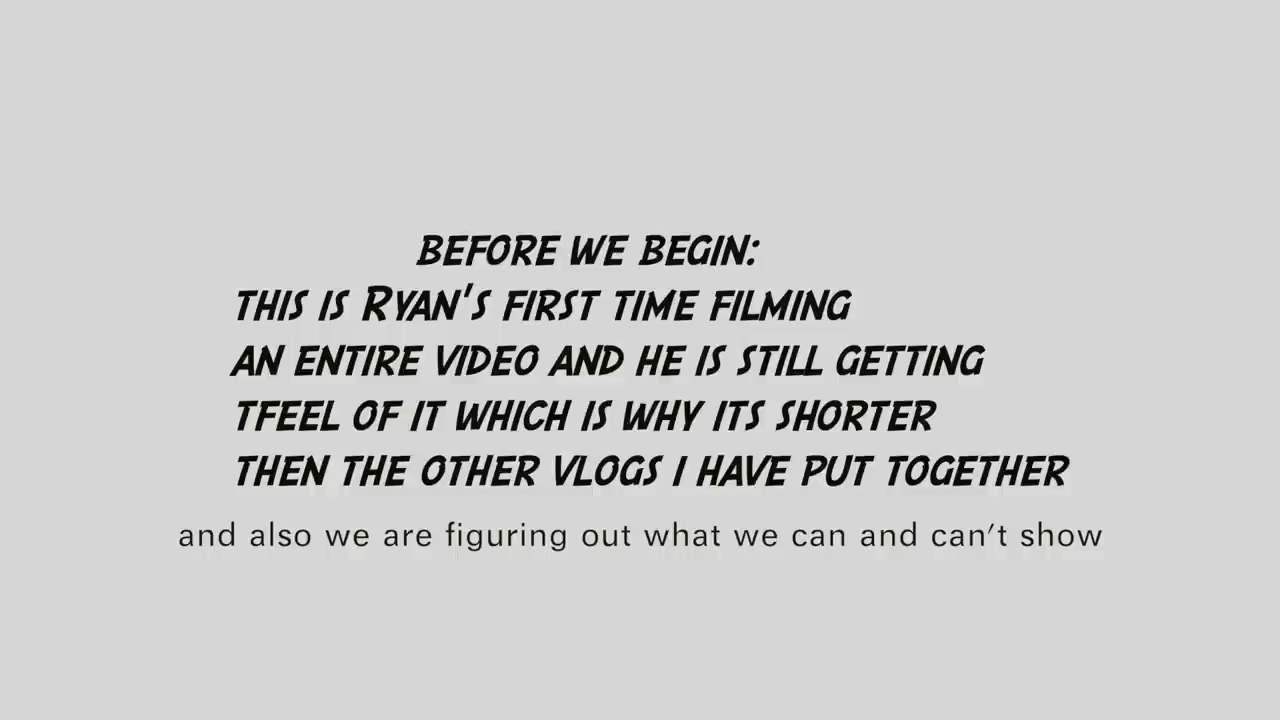 BEFORE WE BEGIN:
THIS IS RYAN'S FIRST TIME FILMING
AN ENTIRE VIDEO AND HE IS STILL GETTING
TFEEL OF IT WHICH IS WHY ITS SHORTER
THEN THE OTHER VLOGS I HAVE PUT TOGETHER
and also we are figuring out what we can and can't show